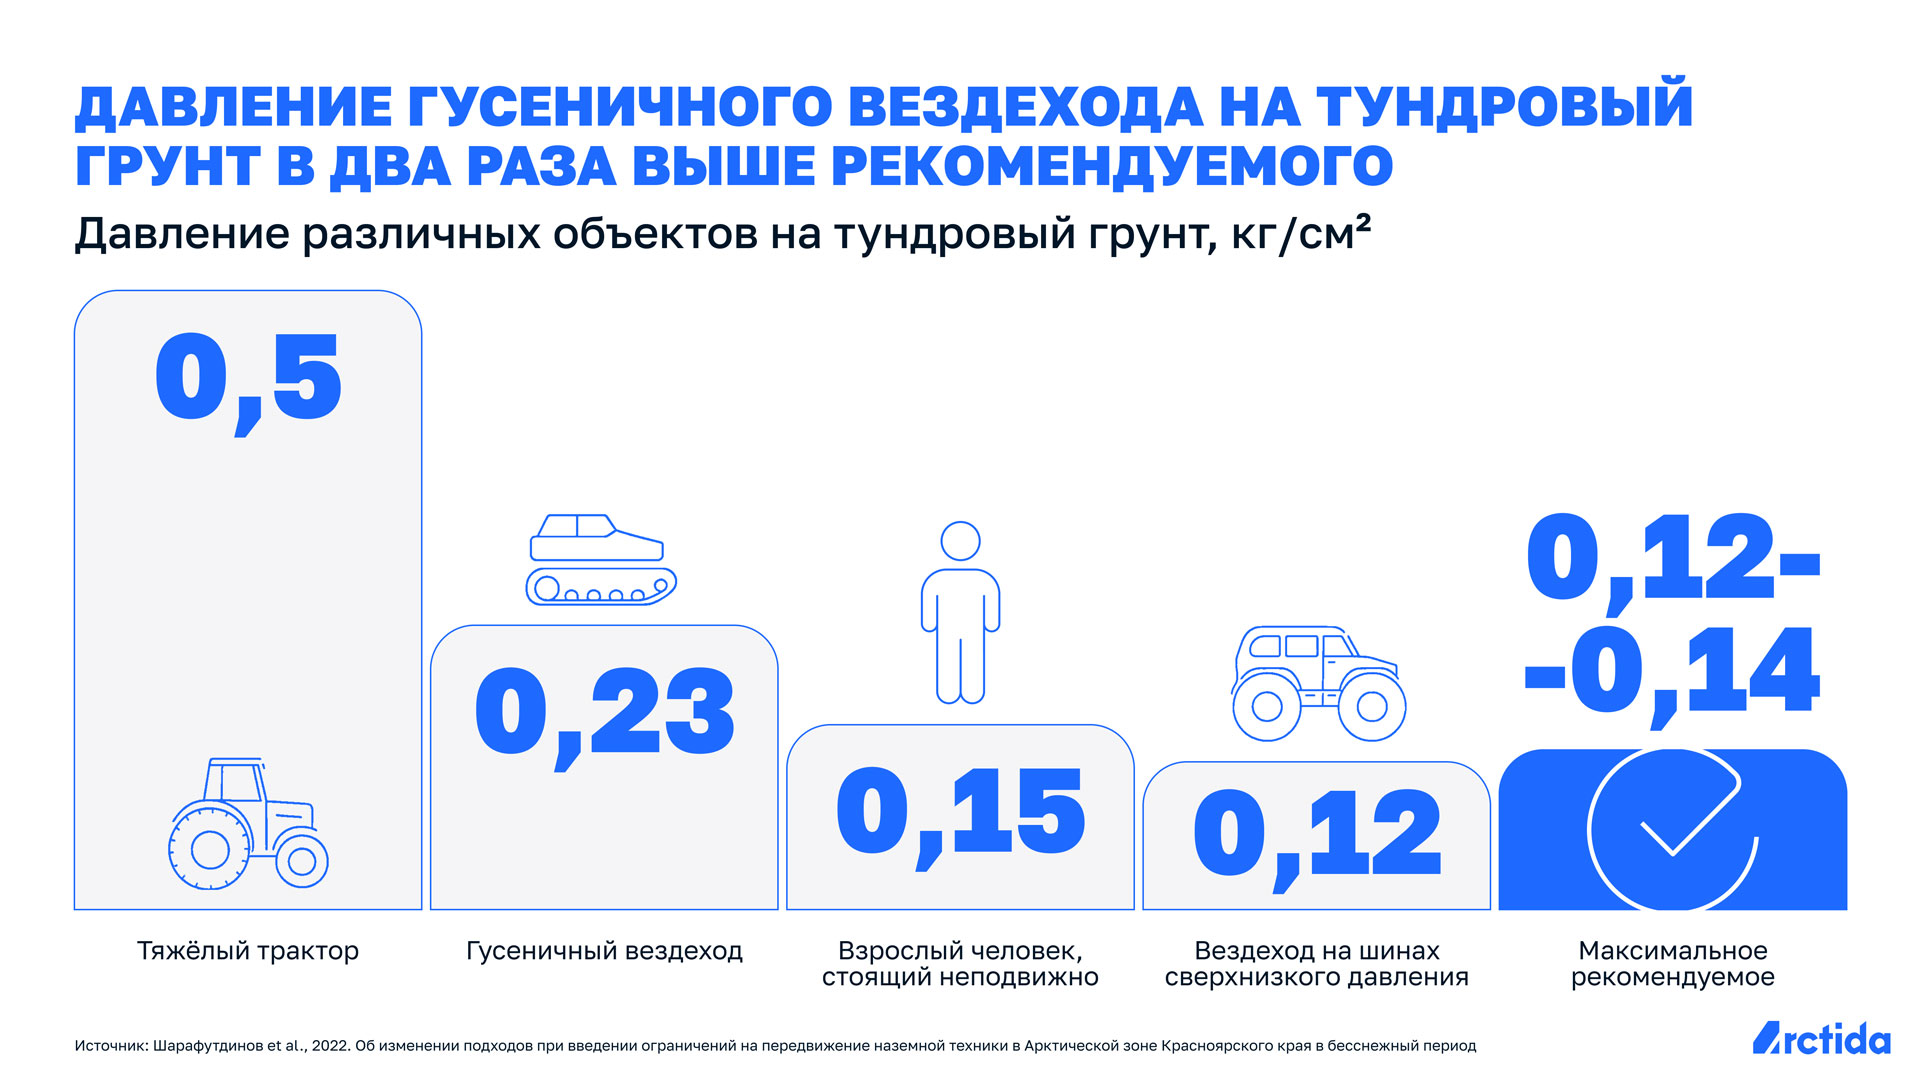 ДАВЛЕНИЕ ГУСЕНИЧНОГО ВЕЗДЕХОДА НА ТУНДРОВЫЙ
ГРУНТ В ДВА РАЗА ВЫШЕ РЕКОМЕНДУЕМОГО
Давление различных объектов на тундровый грунт, кг/см²
0,5
0,23
0,15
0,12
0,12-
-0,14
Тяжёлый трактор
Гусеничный вездеход
Взрослый человек,
стоящий неподвижно
Вездеход на шинах
сверхнизкого давления
Максимальное
рекомендуемое
Источник: Шарафутдинов et al., 2022. Об изменении подходов при введении ограничений на передвижение наземной техники в Арктической зоне Красноярского края в бесснежный период
Arctida